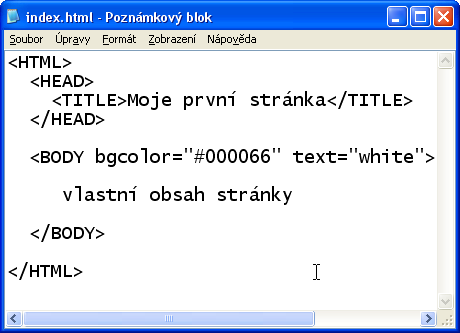 index.html - Poznámkový blok
Soubor Úpravy Formát Zobrazení Nápověda
<HTML>
<HEAD>
<TITLE>Moje první stránka</TITLE>
</HEAD>
<BODY bgcolor="#000066" text="white">
vlastní obsah stránky
</BODY>
</HTML>